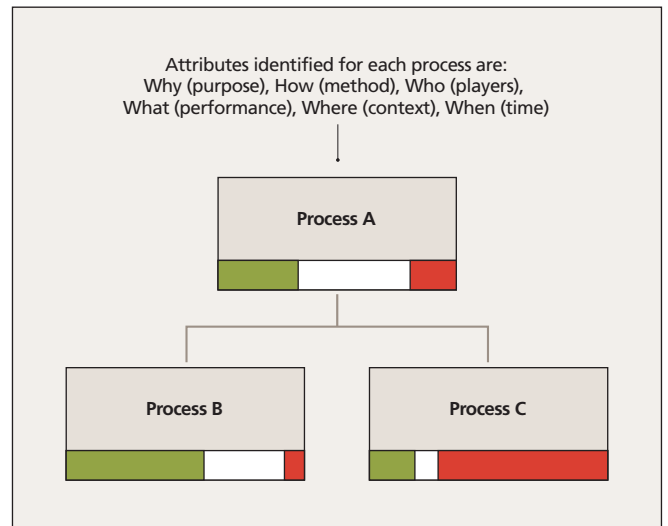 Attributes identified for each process are:
Why (purpose), How (method), Who (players),
What (performance), Where (context), When (time)
Process A
Process B
Process C